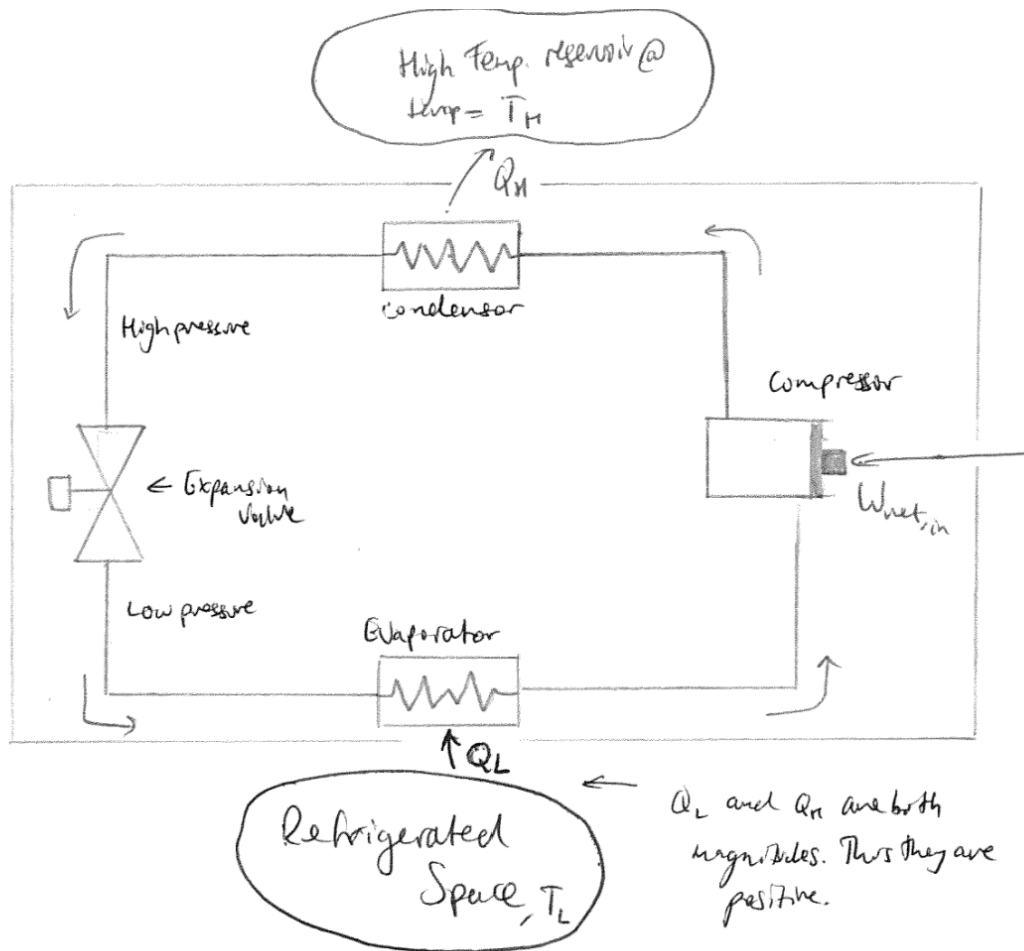 High Temp. reservoir @
temp = T_H
Q_H
condensor
High pressure
Compressor
← Expansion
valve
W_net,in
Low pressure
Evaporator
Q_L
Refrigerated
Space, T_L
Q_L and Q_H are both
magnitudes. Thus they are
positive.